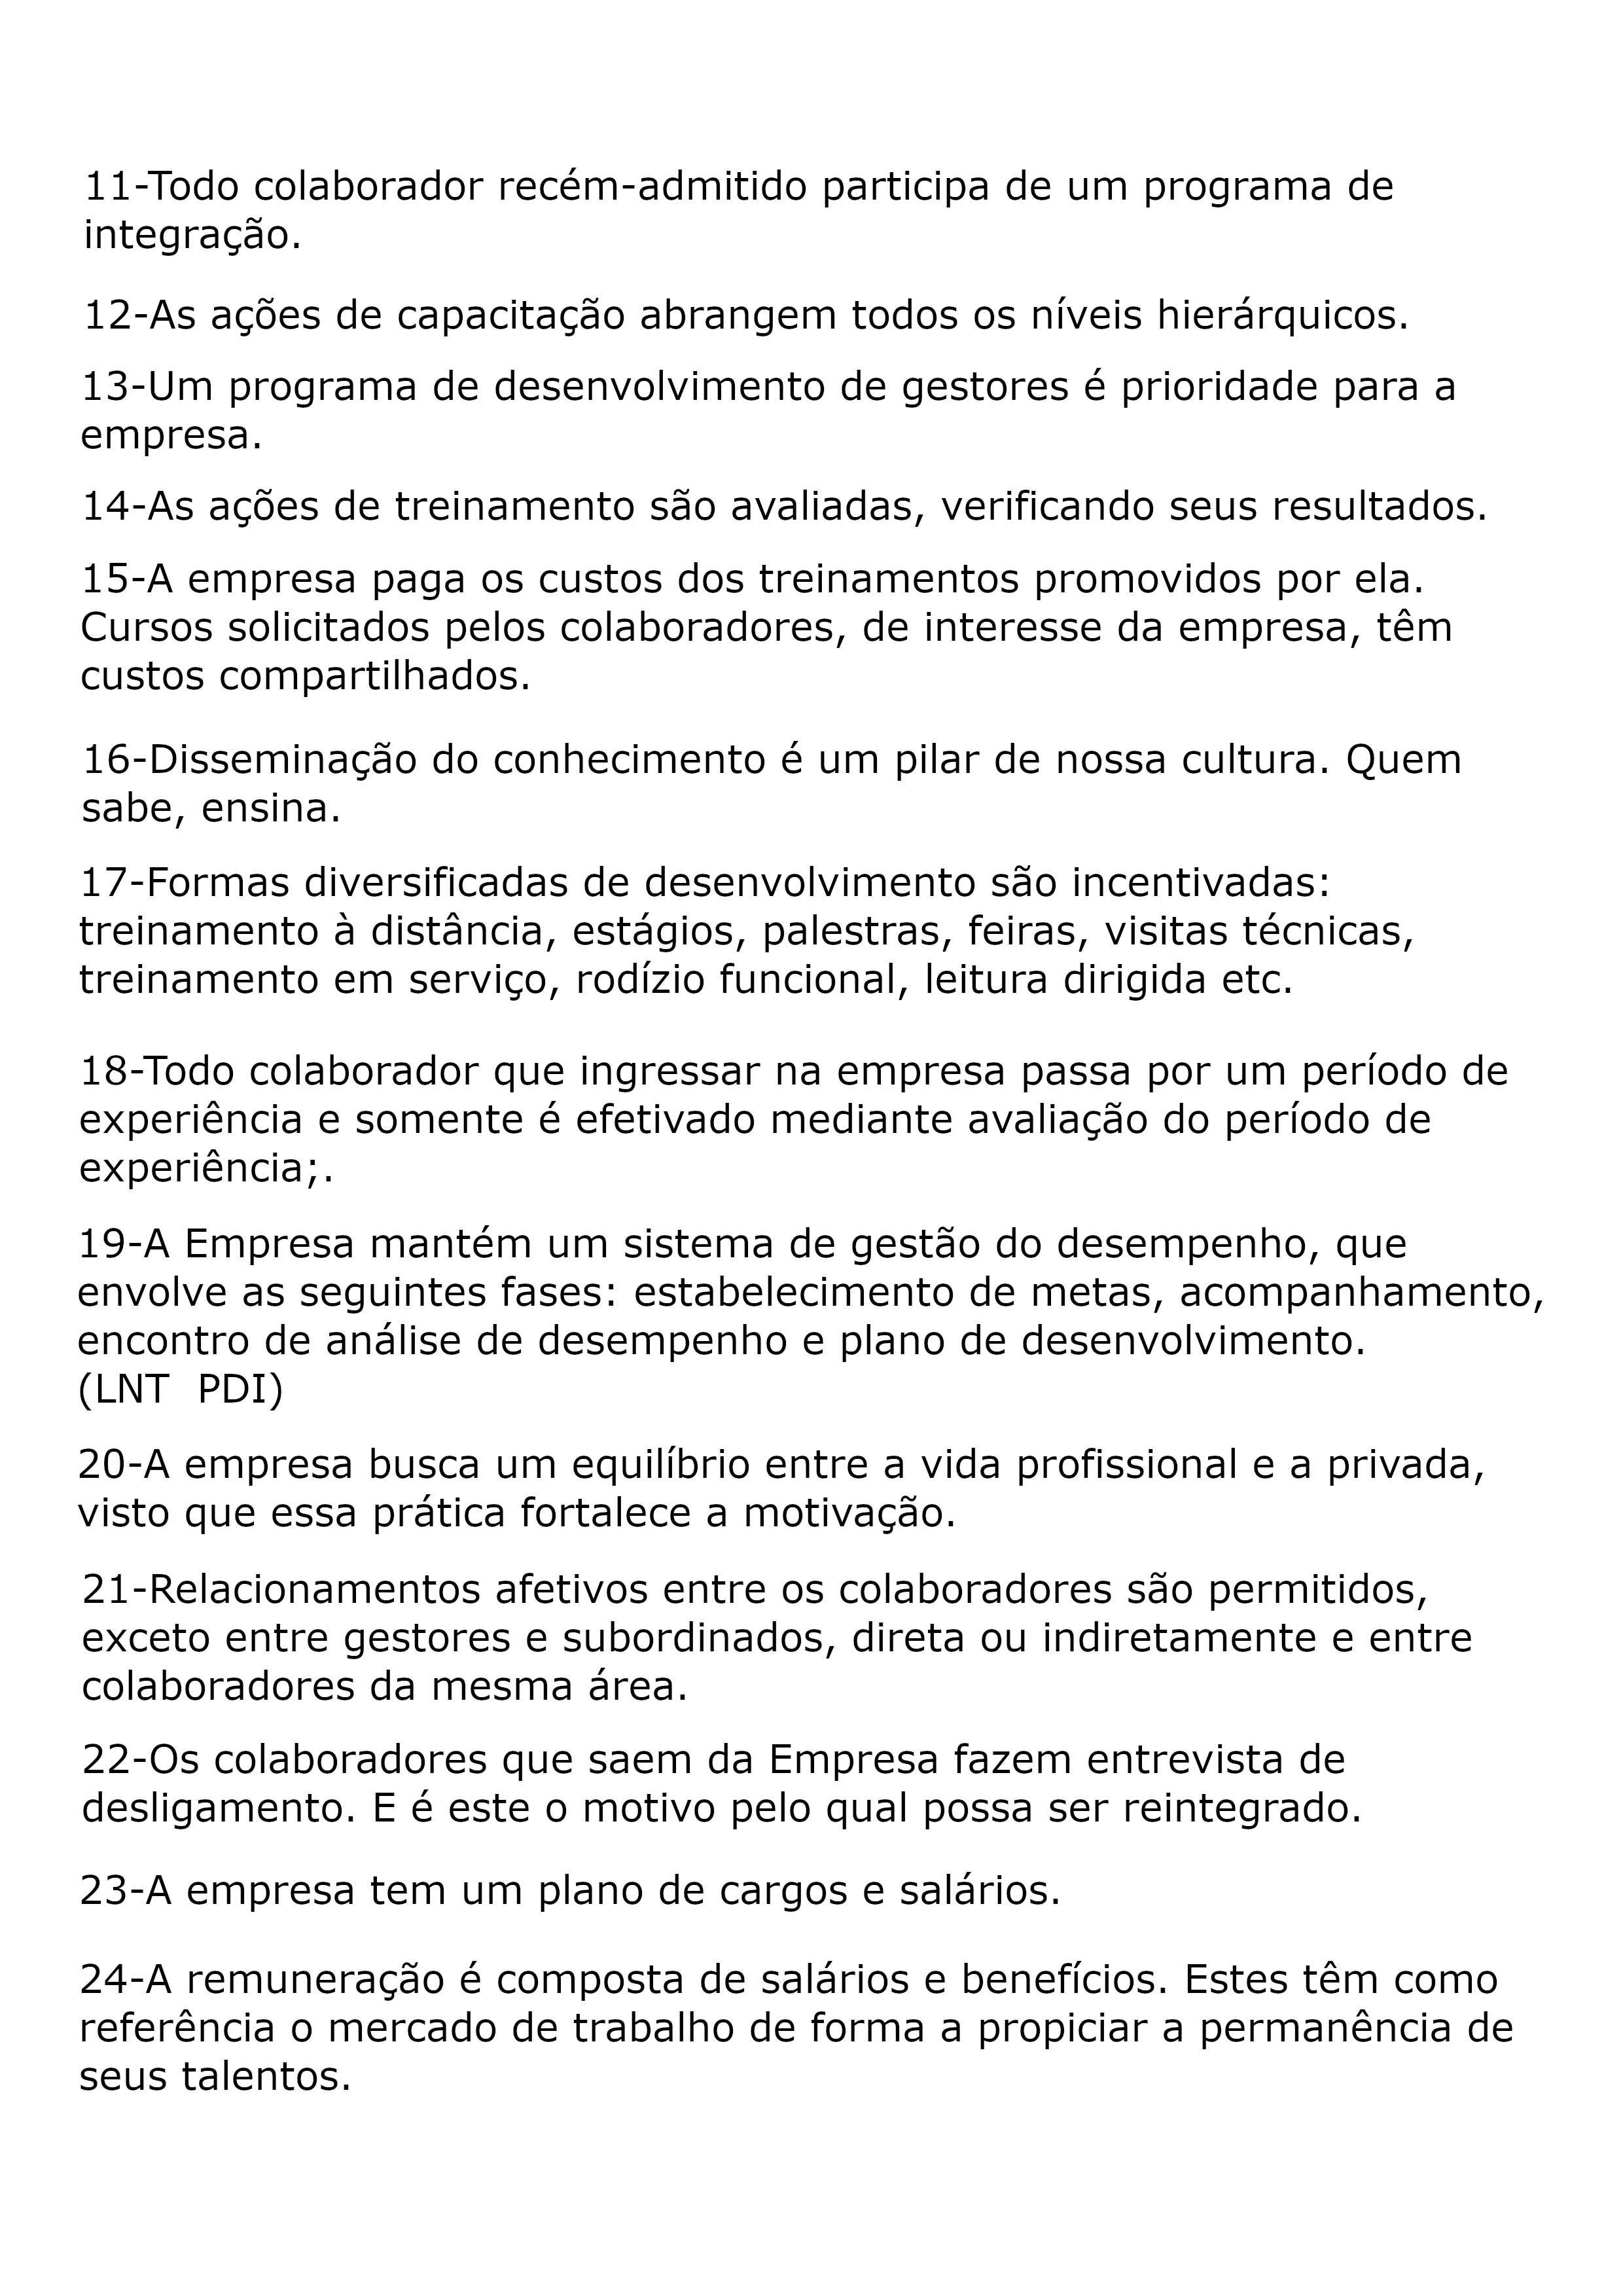 11-Todo colaborador recém-admitido participa de um programa de
integração.
12-As ações de capacitação abrangem todos os níveis hierárquicos.
13-Um programa de desenvolvimento de gestores é prioridade para a
empresa.
14-As ações de treinamento são avaliadas, verificando seus resultados.
15-A empresa paga os custos dos treinamentos promovidos por ela.
Cursos solicitados pelos colaboradores, de interesse da empresa, têm
custos compartilhados.
16-Disseminação do conhecimento é um pilar de nossa cultura. Quem
sabe, ensina.
17-Formas diversificadas de desenvolvimento são incentivadas:
treinamento à distância, estágios, palestras, feiras, visitas técnicas,
treinamento em serviço, rodízio funcional, leitura dirigida etc.
18-Todo colaborador que ingressar na empresa passa por um período de
experiência e somente é efetivado mediante avaliação do período de
experiência;.
19-A Empresa mantém um sistema de gestão do desempenho, que
envolve as seguintes fases: estabelecimento de metas, acompanhamento,
encontro de análise de desempenho e plano de desenvolvimento.
(LNT  PDI)
20-A empresa busca um equilíbrio entre a vida profissional e a privada,
visto que essa prática fortalece a motivação.
21-Relacionamentos afetivos entre os colaboradores são permitidos,
exceto entre gestores e subordinados, direta ou indiretamente e entre
colaboradores da mesma área.
22-Os colaboradores que saem da Empresa fazem entrevista de
desligamento. E é este o motivo pelo qual possa ser reintegrado.
23-A empresa tem um plano de cargos e salários.
24-A remuneração é composta de salários e benefícios. Estes têm como
referência o mercado de trabalho de forma a propiciar a permanência de
seus talentos.